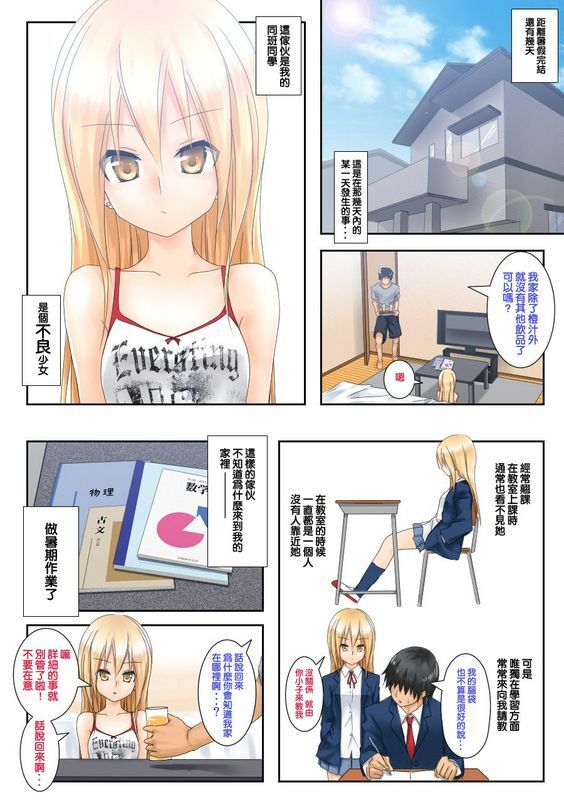 距離暑假完結
還有幾天
這是在那幾天內的
某一天發生的事...
我家除了橙汁外
就沒有其他飲品了
可以嗎？
嗯
這傢伙是我的
同班同學
Eversting
是個不良少女
經常翹課
在教室上課時
通常也看不見她
在教室的時候
一直都是一個人
沒有人靠近她
可是
唯獨在學習方面
常常來向我請教
我的腦袋
也不算是很好的說...
沒關係 就由
你小子來教我
這樣的傢伙
不知道為什麼來到我的
家裡——
物理
古文
数学
做暑期作業了
話說回來
為什麼你會知道我家
在哪裡啊...?
嘛
詳細的事就
別管了啦！
不要在意
話說回來啊...